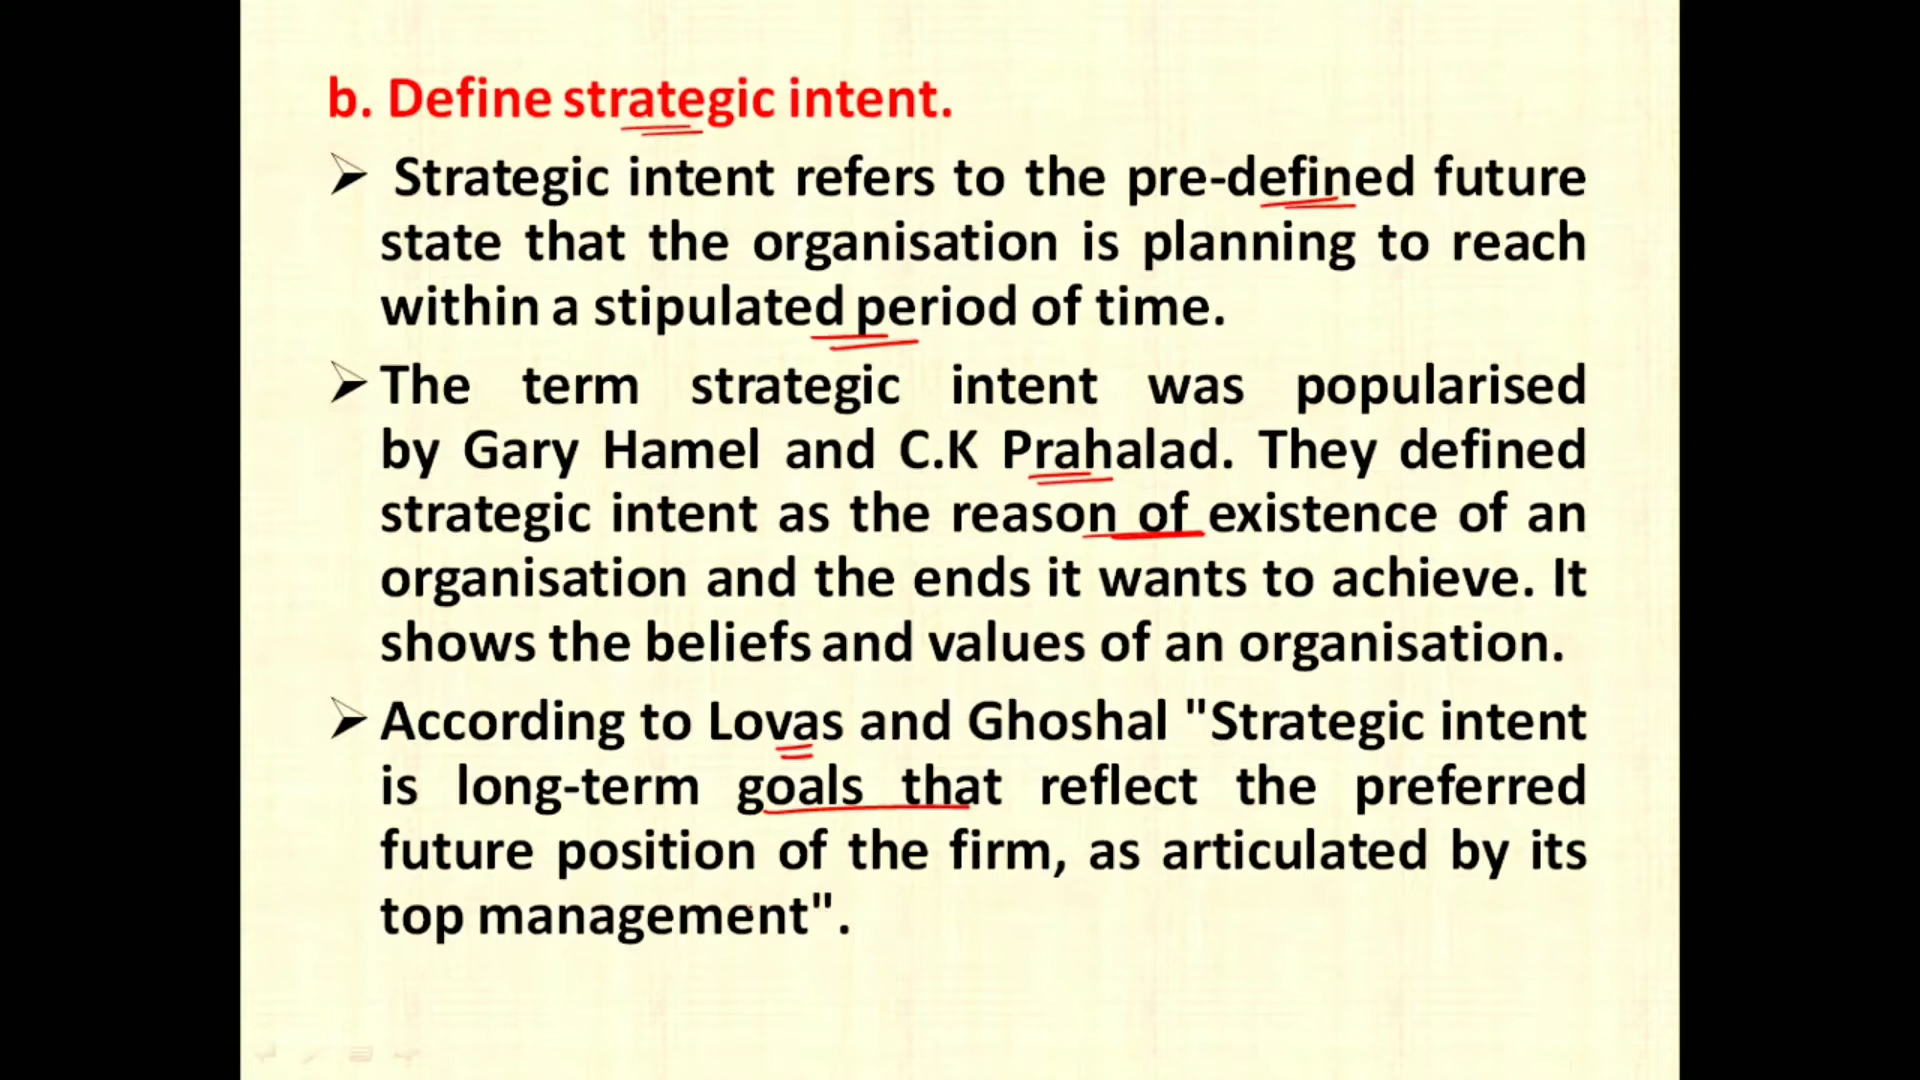 b. Define strategic intent.
➢ Strategic intent refers to the pre-defined future
state that the organisation is planning to reach
within a stipulated period of time.
➢ The term strategic intent was popularised
by Gary Hamel and C.K Prahalad. They defined
strategic intent as the reason of existence of an
organisation and the ends it wants to achieve. It
shows the beliefs and values of an organisation.
➢ According to Lovas and Ghoshal "Strategic intent
is long-term goals that reflect the preferred
future position of the firm, as articulated by its
top management".